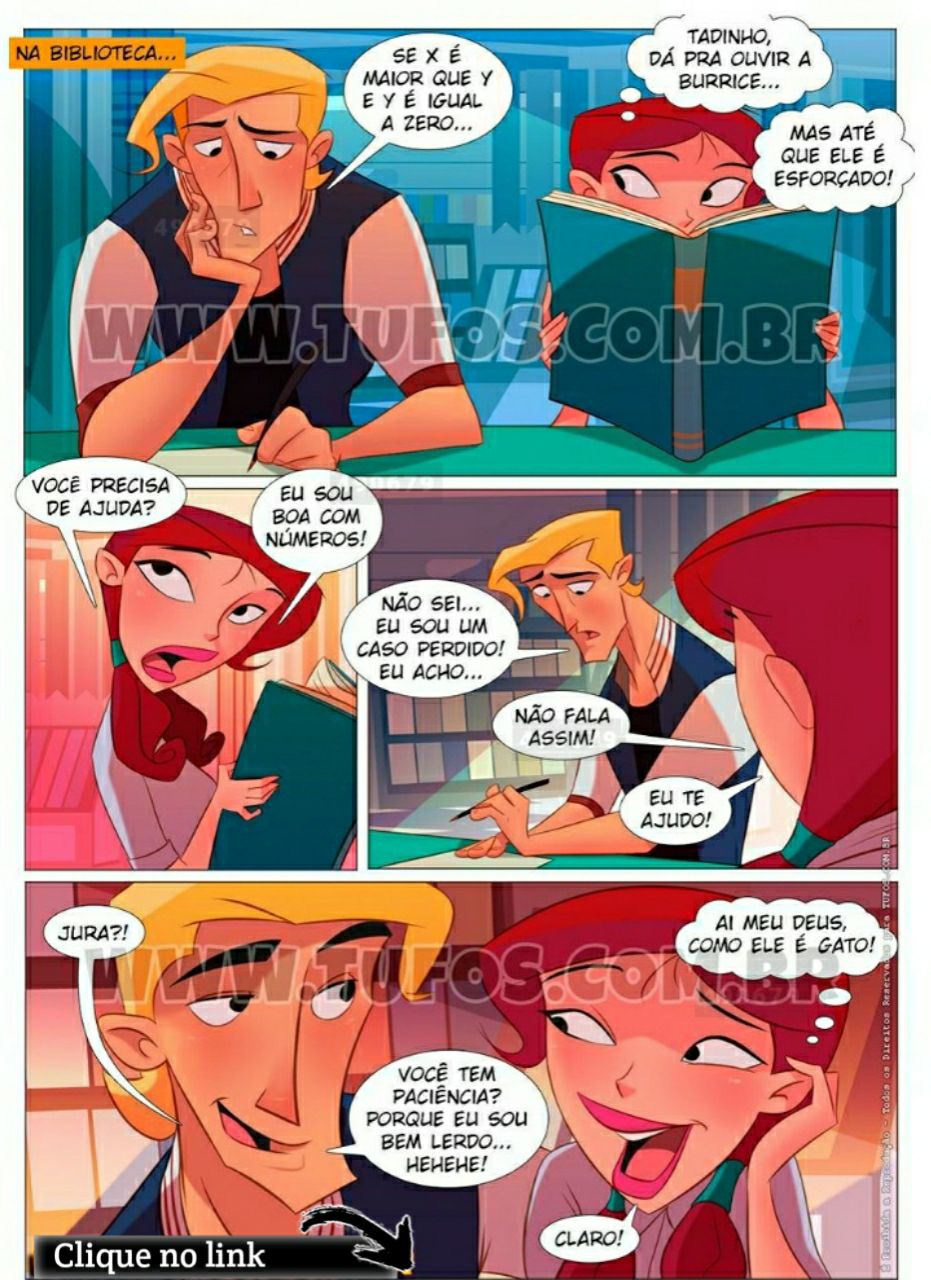 NA BIBLIOTECA...
SE X É
MAIOR QUE Y
E Y É IGUAL
A ZERO...
TADINHO,
DÁ PRA OUVIR A
BURRICE...
MAS ATÉ
QUE ELE É
ESFORÇADO!
WWW.TUFOS.COM.BR
VOCÊ PRECISA
DE AJUDA?
EU SOU
BOA COM
NÚMEROS!
NÃO SEI...
EU SOU UM
CASO PERDIDO!
EU ACHO...
NÃO FALA
ASSIM!
EU TE
AJUDO!
JURA?!
AI MEU DEUS,
COMO ELE É GATO!
WWW.TUFOS.COM.BR
VOCÊ TEM
PACIÊNCIA?
PORQUE EU SOU
BEM LERDO...
HEHEHE!
CLARO!
Clique no link